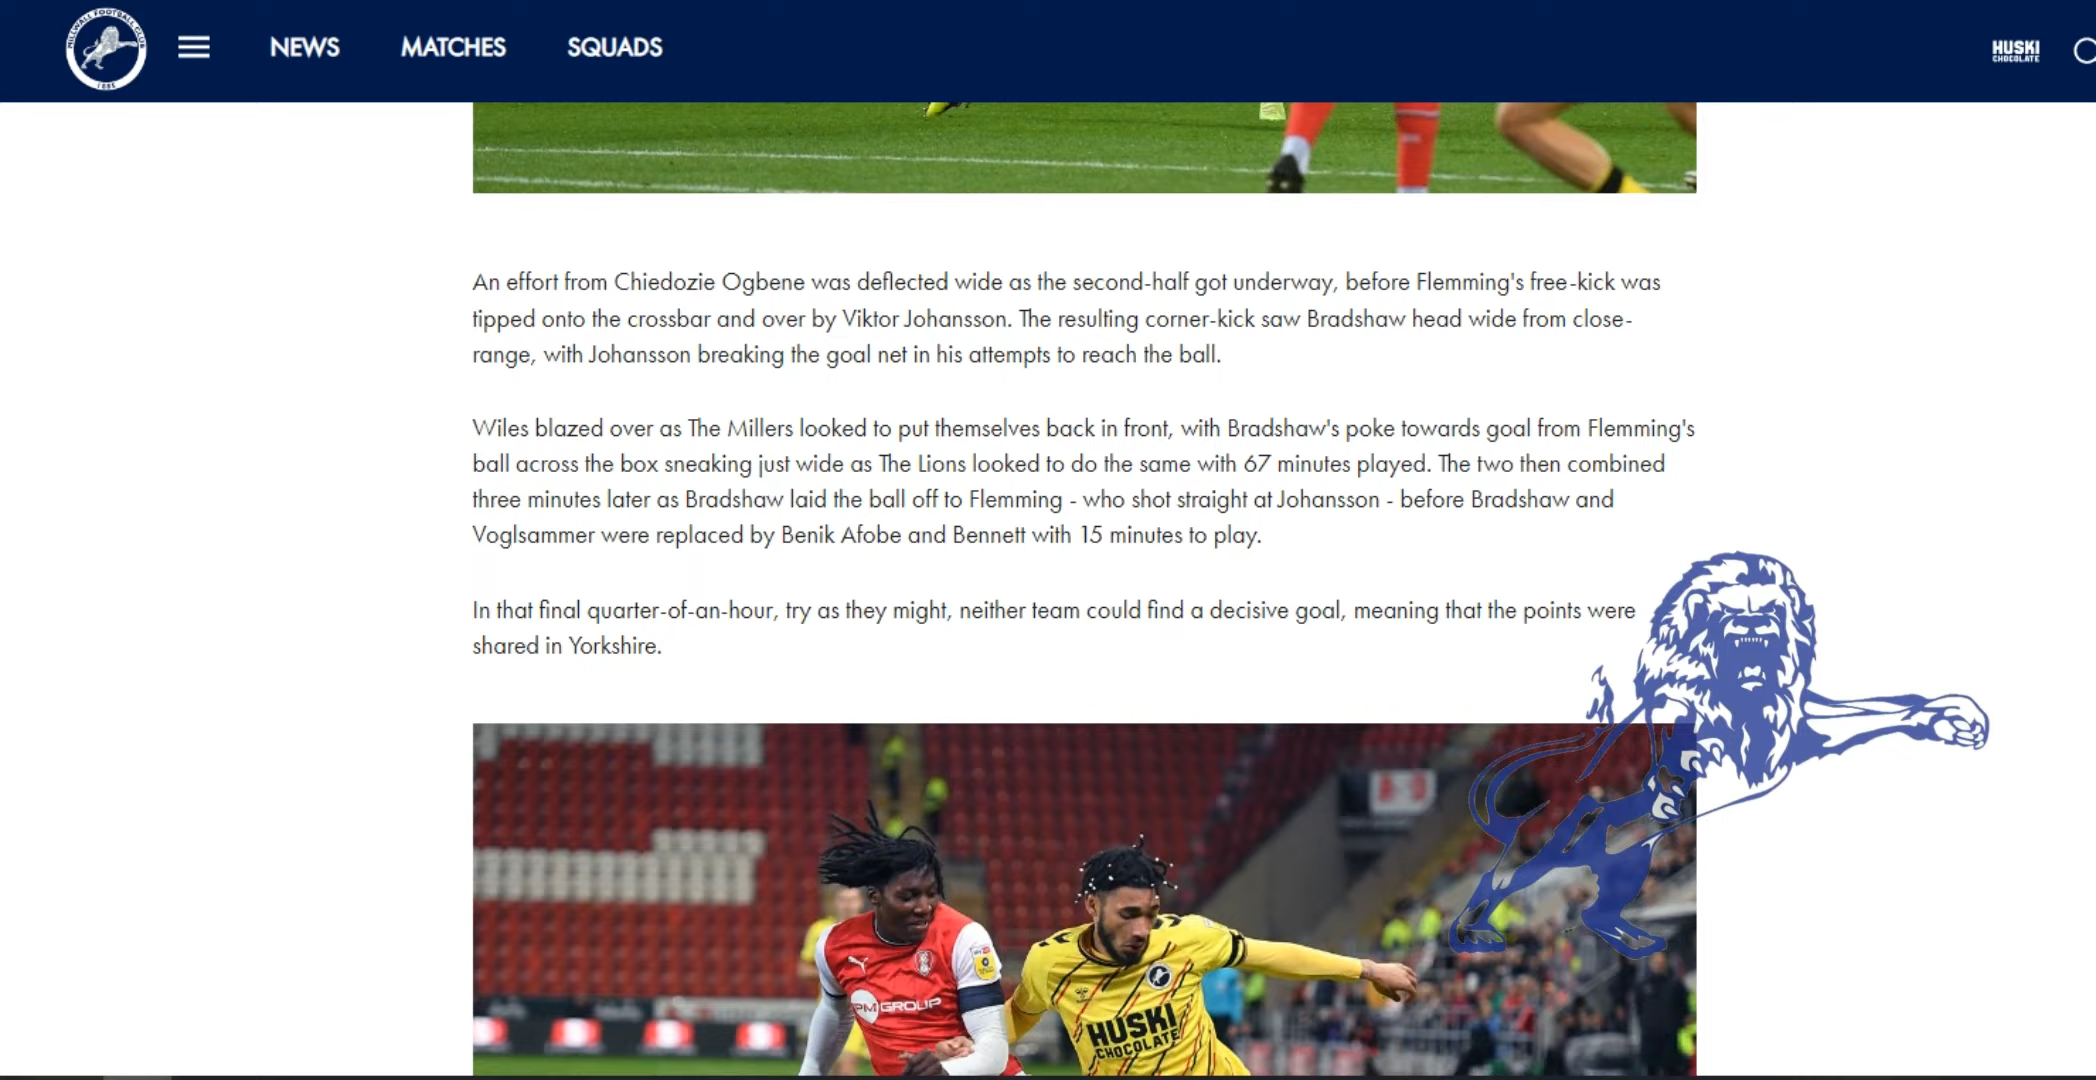 MILLWALL FOOTBALL CLUB
1885
NEWS MATCHES SQUADS
HUSKI
CHOCOLATE
An effort from Chiedozie Ogbene was deflected wide as the second-half got underway, before Flemming's free-kick was
tipped onto the crossbar and over by Viktor Johansson. The resulting corner-kick saw Bradshaw head wide from close-
range, with Johansson breaking the goal net in his attempts to reach the ball.
Wiles blazed over as The Millers looked to put themselves back in front, with Bradshaw's poke towards goal from Flemming's
ball across the box sneaking just wide as The Lions looked to do the same with 67 minutes played. The two then combined
three minutes later as Bradshaw laid the ball off to Flemming - who shot straight at Johansson - before Bradshaw and
Voglsammer were replaced by Benik Afobe and Bennett with 15 minutes to play.
In that final quarter-of-an-hour, try as they might, neither team could find a decisive goal, meaning that the points were
shared in Yorkshire.
PM GROUP
HUSKI
CHOCOLATE